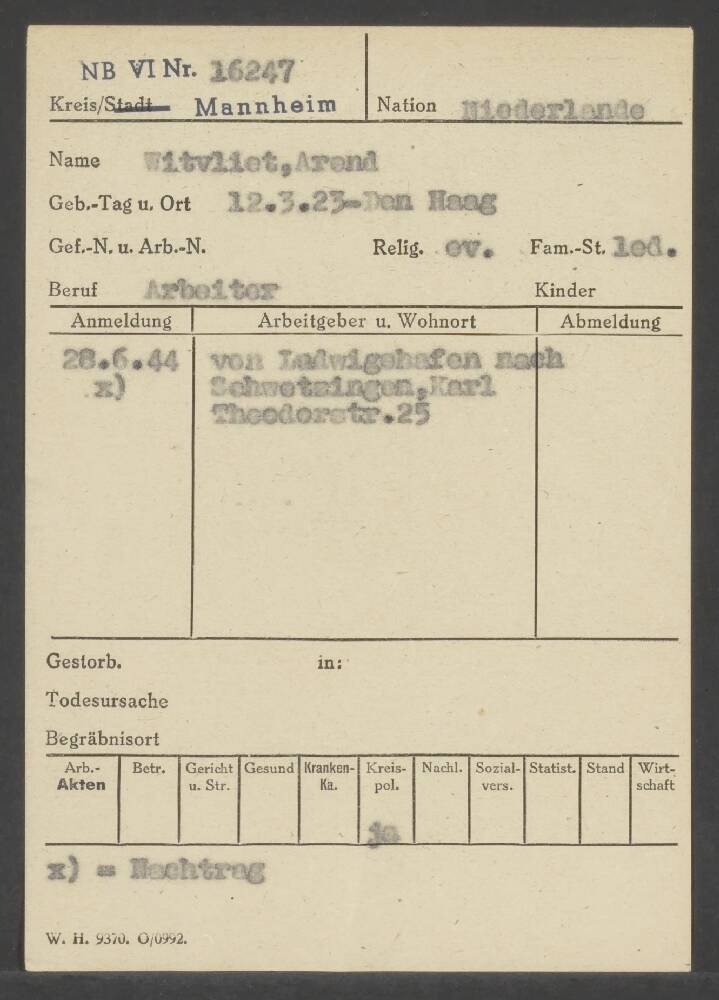 NB VI Nr. 16247
Kreis/Stadt Mannheim Nation Niederlande
Name Witvliet,Arend
Geb.-Tag u. Ort 12.3.23-Den Haag
Gef.-N. u. Arb.-N. Relig. ev. Fam.-St. led.
Beruf Arbeiter Kinder
Anmeldung Arbeitgeber u. Wohnort Abmeldung
28.6.44 von Ludwigshafen nach
x) Schwetzingen,Karl
Theodorstr.25
Gestorb. in:
Todesursache
Begräbnisort
Arb.- Betr. Gericht Gesund Kranken- Kreis- Nachl. Sozial- Statist. Stand Wirt-
Akten u. Str. Ka. pol. vers. schaft
ja
x) = Nachtrag
W. H. 9370. O/0992.